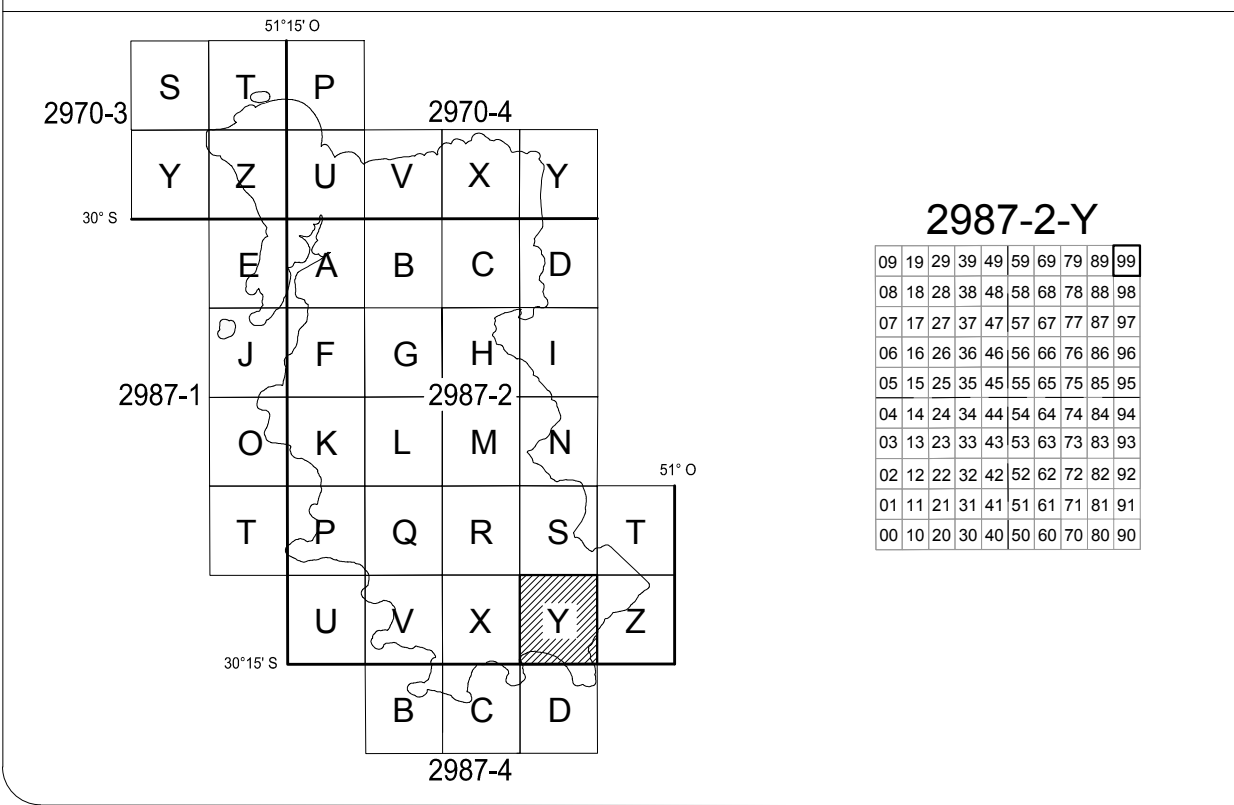 51°15' O
S T P
2970-3 2970-4
Y Z U V X Y
30° S
E A B C D
J F G H I
2987-1 2987-2
O K L M N
51° O
T P Q R S T
U V X Y Z
30°15' S
B C D
2987-4
2987-2-Y
09 19 29 39 49 59 69 79 89 99
08 18 28 38 48 58 68 78 88 98
07 17 27 37 47 57 67 77 87 97
06 16 26 36 46 56 66 76 86 96
05 15 25 35 45 55 65 75 85 95
04 14 24 34 44 54 64 74 84 94
03 13 23 33 43 53 63 73 83 93
02 12 22 32 42 52 62 72 82 92
01 11 21 31 41 51 61 71 81 91
00 10 20 30 40 50 60 70 80 90